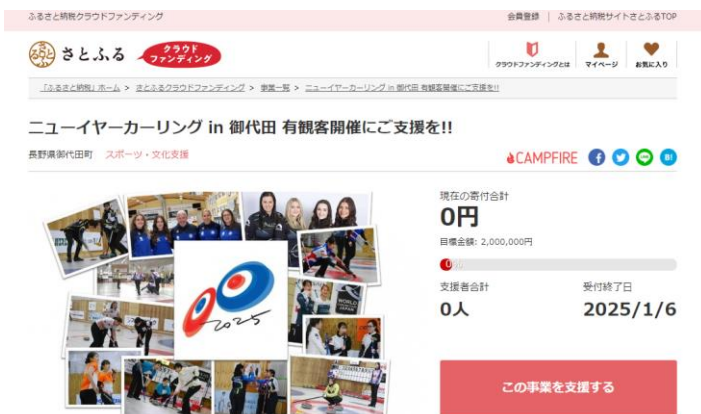 ふるさと納税クラウドファンディング
会員登録 | ふるさと納税サイトさとふるTOP
さとふる クラウドファンディング
クラウドファンディングとは マイページ お気に入り
「ふるさと納税」ホーム > さとふるクラウドファンディング > 事業一覧 > ニューイヤーカーリング in 御代田 有観客開催にご支援を!!
ニューイヤーカーリング in 御代田 有観客開催にご支援を!!
長野県御代田町 スポーツ・文化支援
CAMPFIRE
現在の寄付合計
0円
目標金額: 2,000,000円
0%
支援者合計 受付終了日
0人 2025/1/6
2025
この事業を支援する